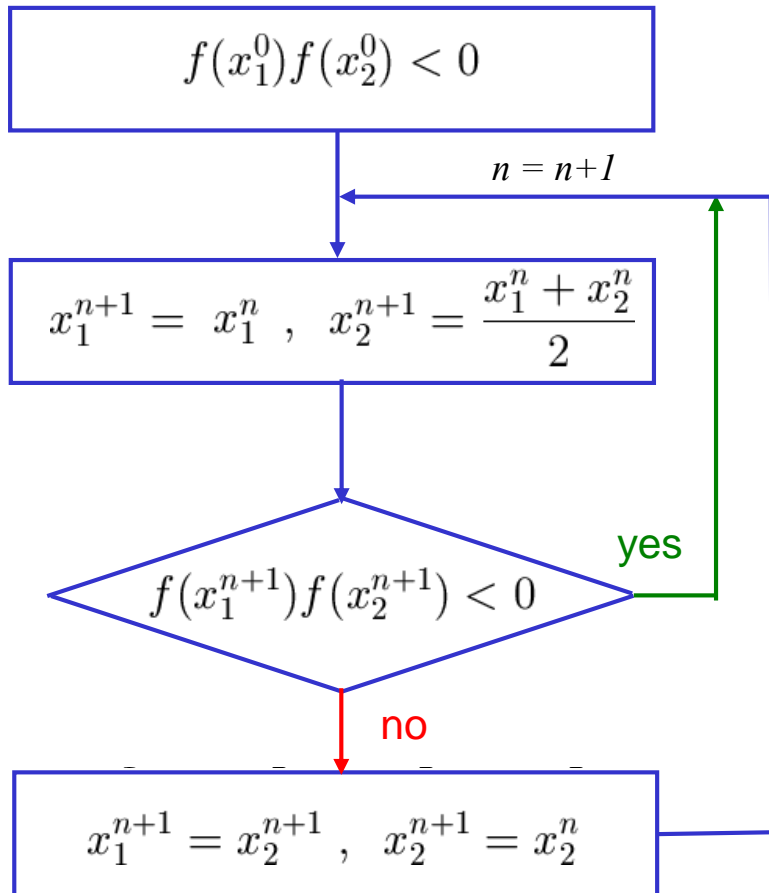 $f(x_1^0)f(x_2^0) < 0$
$n = n+1$
$x_1^{n+1} = x_1^n \ , \ x_2^{n+1} = \frac{x_1^n + x_2^n}{2}$
yes
$f(x_1^{n+1})f(x_2^{n+1}) < 0$
no
$x_1^{n+1} = x_2^{n+1} \ , \ x_2^{n+1} = x_2^n$